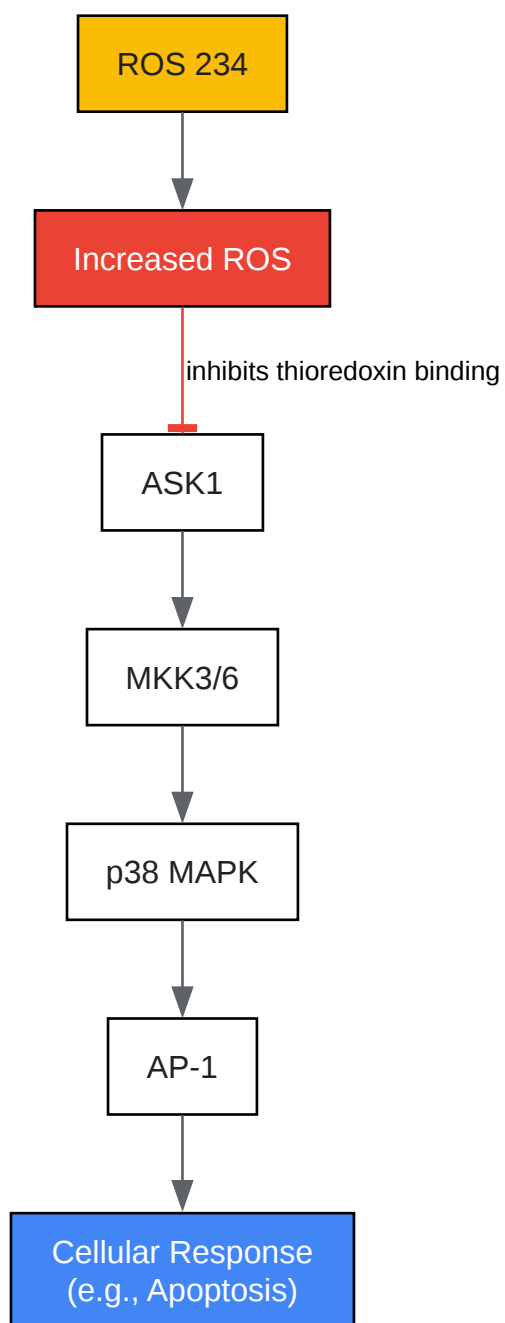 ROS 234
Increased ROS
inhibits thioredoxin binding
ASK1
MKK3/6
p38 MAPK
AP-1
Cellular Response
(e.g., Apoptosis)